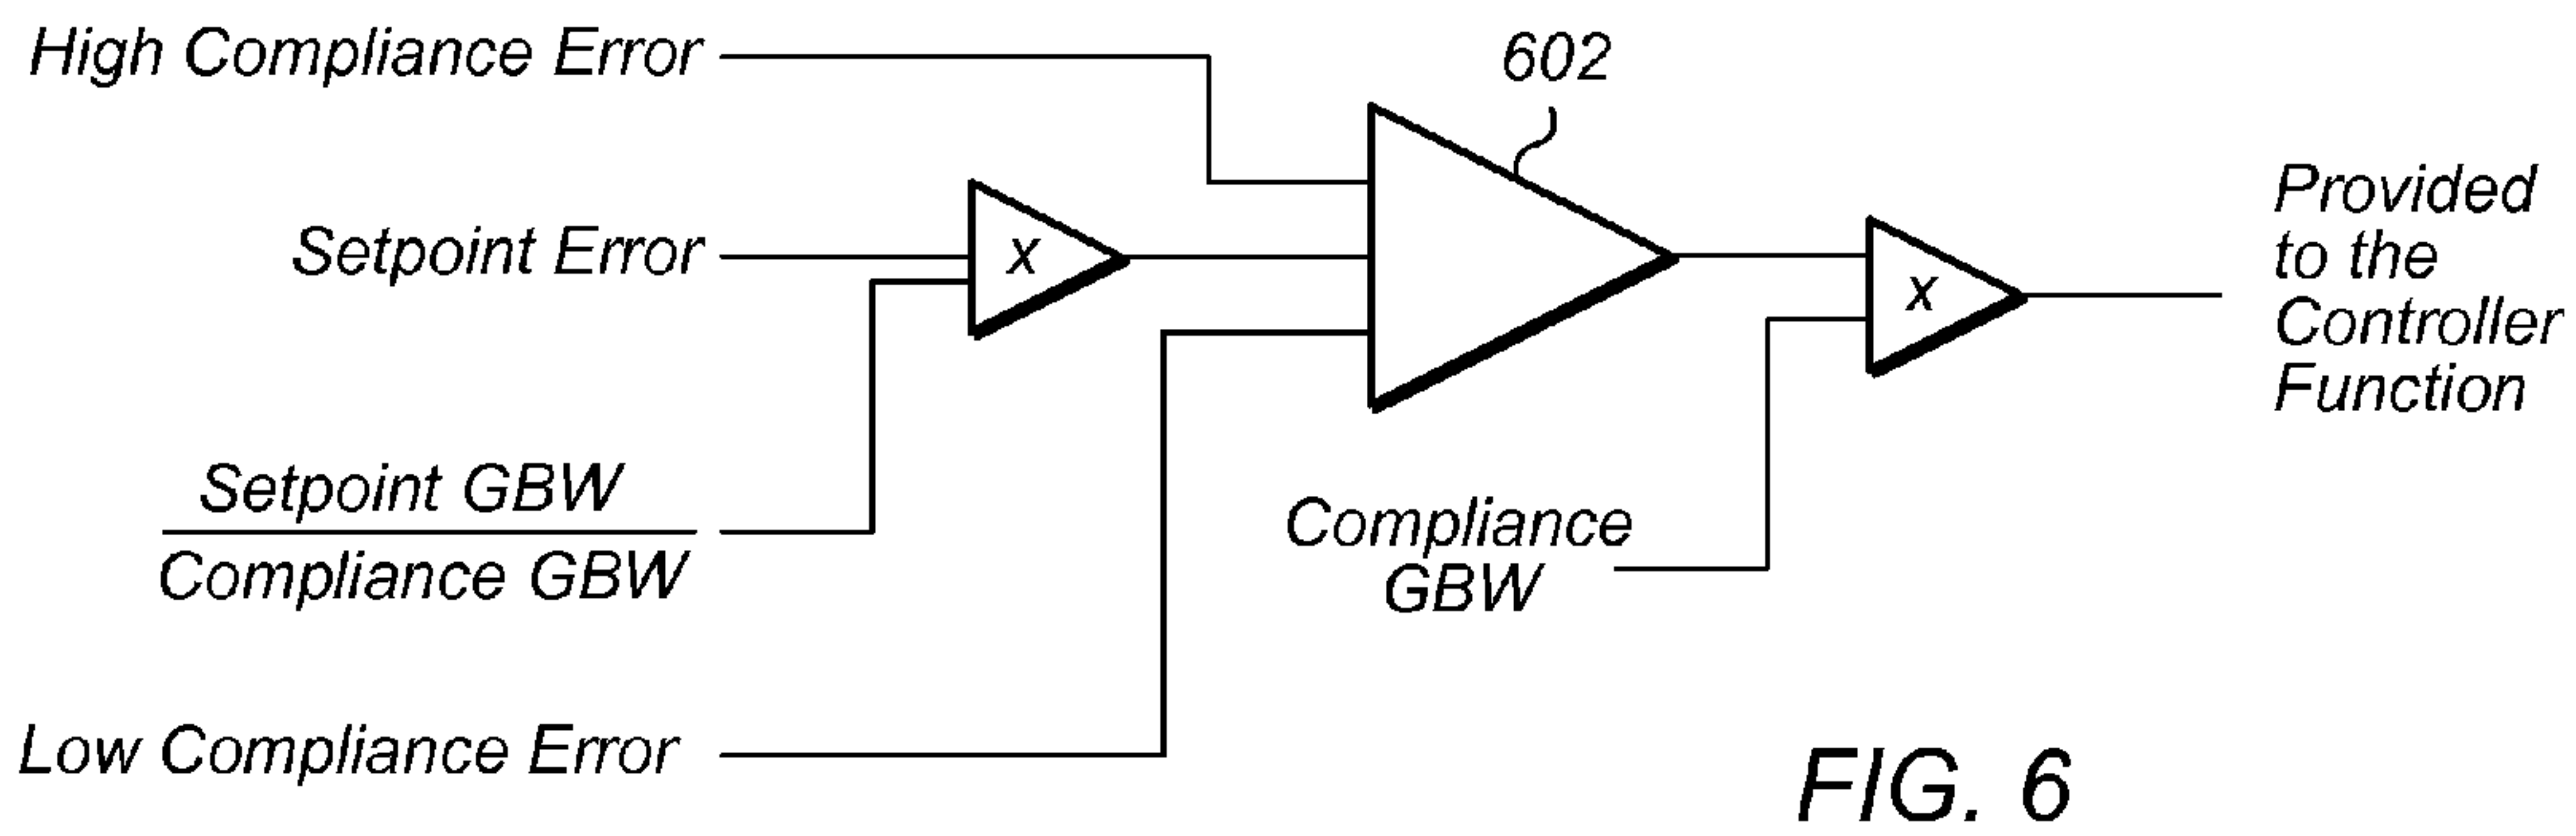 High Compliance Error
602
Setpoint Error
x
x
Provided
to the
Controller
Function
Setpoint GBW
Compliance GBW
Compliance
GBW
Low Compliance Error
FIG. 6